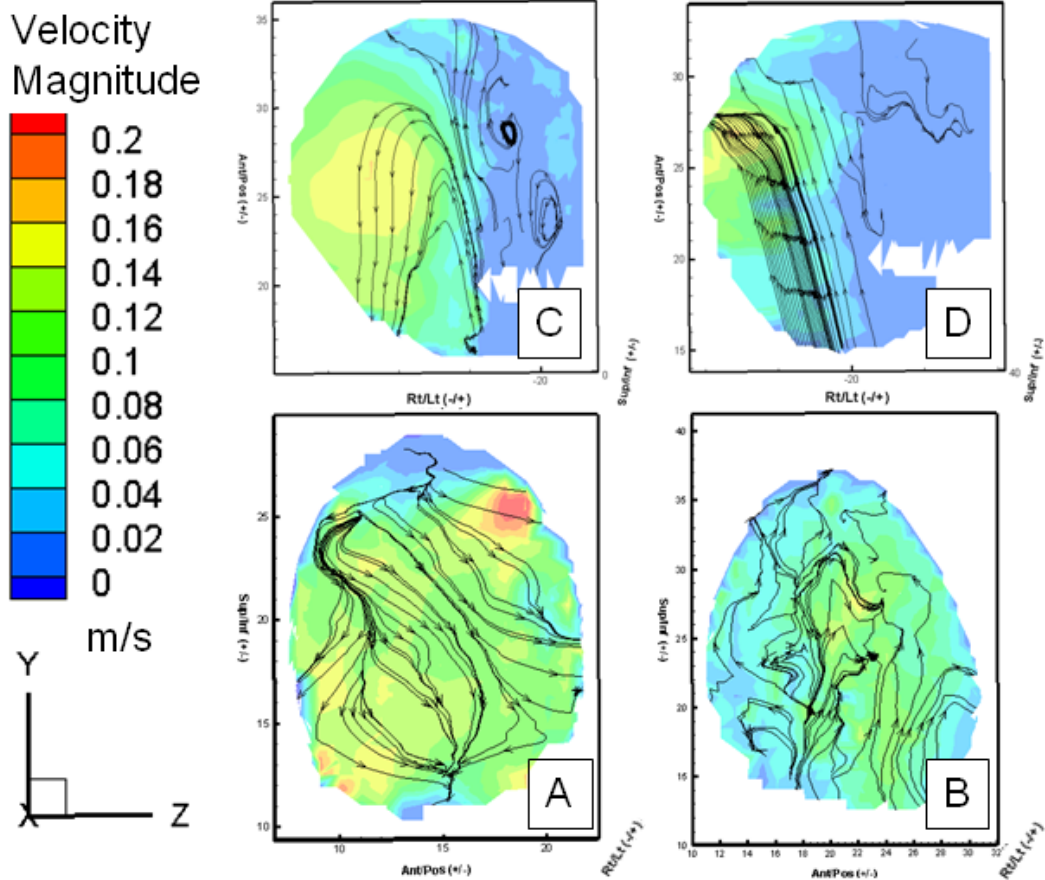 Velocity
Magnitude
0.2
0.18
0.16
0.14
0.12
0.1
0.08
0.06
0.04
0.02
0
m/s
Y
X
Z
35
30
25
20
Ant/Pos (+/-)
C
-20
0
Rt/Lt (-/+)
Sup/Inf (+/-)
30
25
20
15
Ant/Pos (+/-)
D
-20
40
Rt/Lt (-/+)
Sup/Inf (+/-)
25
20
15
10
Sup/Inf (+/-)
A
10
15
20
Ant/Pos (+/-)
Rt/Lt (-/+)
40
35
30
25
20
15
10
Sup/Inf (+/-)
B
10 12 14 16 18 20 22 24 26 28 30 32
Ant/Pos (+/-)
Rt/Lt (-/+)